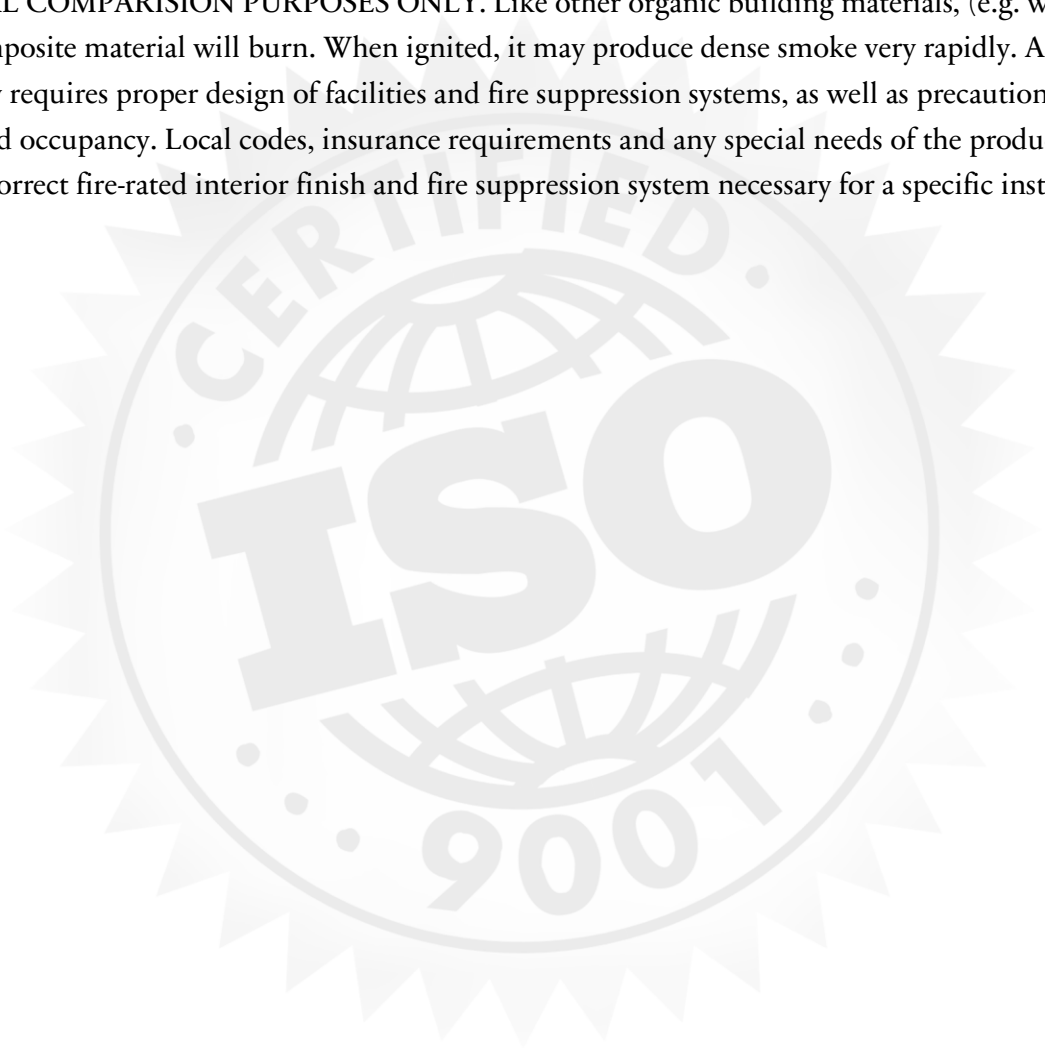 L COMPARISION PURPOSES ONLY. Like other organic building materials, (e.g. w
posite material will burn. When ignited, it may produce dense smoke very rapidly. A
requires proper design of facilities and fire suppression systems, as well as precaution
d occupancy. Local codes, insurance requirements and any special needs of the produ
orrect fire-rated interior finish and fire suppression system necessary for a specific inst
CERTIFIED
ISO
9001